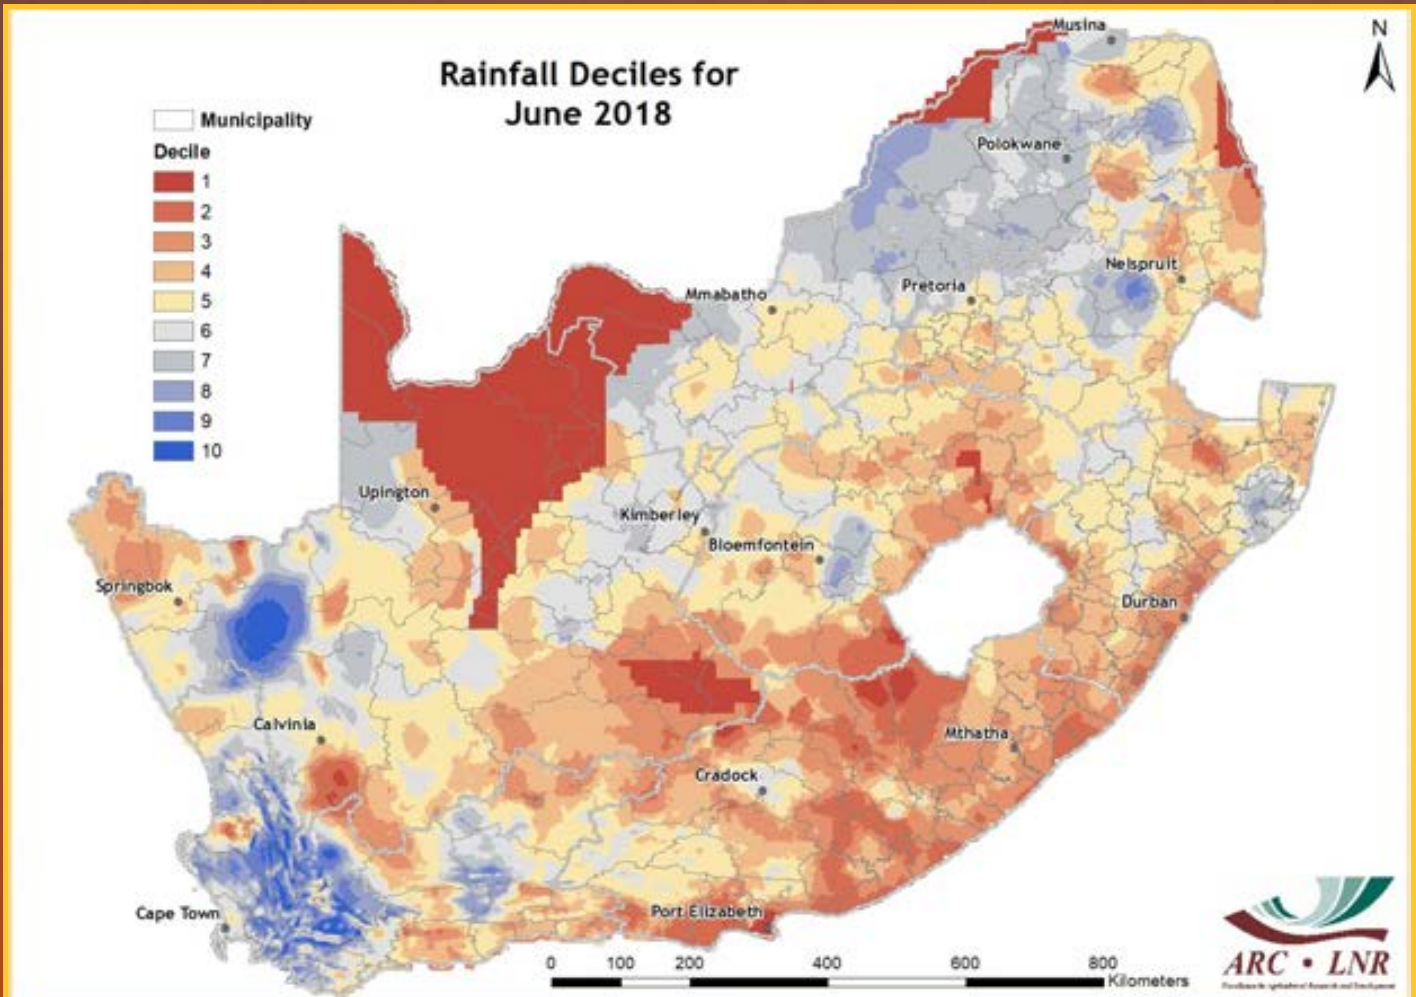 Rainfall Deciles for
June 2018
N
Municipality
Decile
1
2
3
4
5
6
7
8
9
10
Musina
Polokwane
Nelspruit
Pretoria
Mmabatho
Upington
Kimberley
Bloemfontein
Springbok
Durban
Calvinia
Mthatha
Cradock
Cape Town
Port Elizabeth
0 100 200 400 600 800
Kilometers
ARC • LNR